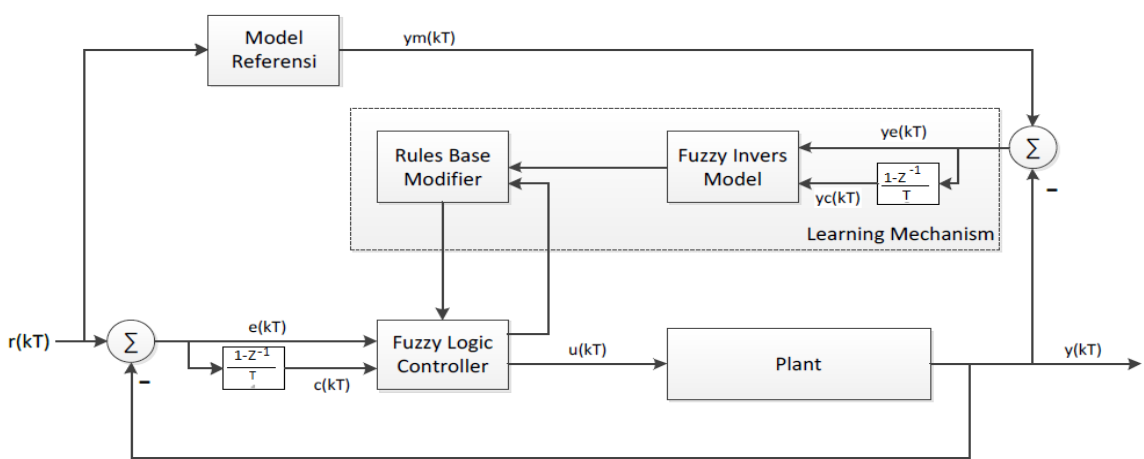 Model
Referensi
ym(kT)
Rules Base
Modifier
Fuzzy Invers
Model
ye(kT)
yc(kT)
1-Z⁻¹
T
Σ
-
Learning Mechanism
r(kT)
Σ
-
e(kT)
1-Z⁻¹
T
c(kT)
Fuzzy Logic
Controller
u(kT)
Plant
y(kT)